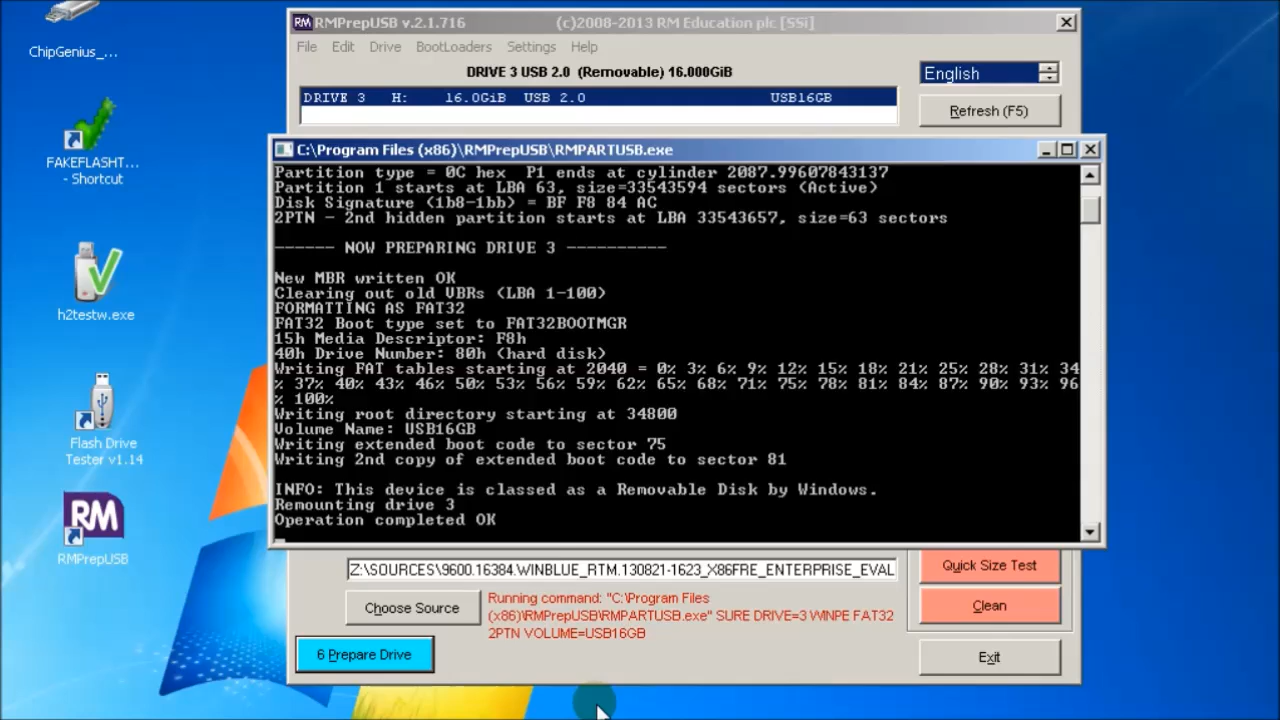 ChipGenius_...
FAKEFLASHT...
- Shortcut
h2testw.exe
Flash Drive
Tester v1.14
RM
RMPrepUSB
RM RMPrepUSB v.2.1.716 (c)2008-2013 RM Education plc [SSi]
File Edit Drive BootLoaders Settings Help
DRIVE 3 USB 2.0 (Removable) 16.000GiB
English
DRIVE 3 H: 16.0GiB USB 2.0 USB16GB
Refresh (F5)
C:\Program Files (x86)\RMPrepUSB\RMPARTUSB.exe
Partition type = 0C hex P1 ends at cylinder 2087.99607843137
Partition 1 starts at LBA 63, size=33543594 sectors (Active)
Disk Signature (1b8-1bb) = BF F8 84 AC
2PTN - 2nd hidden partition starts at LBA 33543657, size=63 sectors
------ NOW PREPARING DRIVE 3 ----------
New MBR written OK
Clearing out old VBRs (LBA 1-100)
FORMATTING AS FAT32
FAT32 Boot type set to FAT32BOOTMGR
15h Media Descriptor: F8h
40h Drive Number: 80h (hard disk)
Writing FAT tables starting at 2040 = 0% 3% 6% 9% 12% 15% 18% 21% 25% 28% 31% 34
% 37% 40% 43% 46% 50% 53% 56% 59% 62% 65% 68% 71% 75% 78% 81% 84% 87% 90% 93% 96
% 100%
Writing root directory starting at 34800
Volume Name: USB16GB
Writing extended boot code to sector 75
Writing 2nd copy of extended boot code to sector 81
INFO: This device is classed as a Removable Disk by Windows.
Remounting drive 3
Operation completed OK
Z:\SOURCES\9600.16384.WINBLUE_RTM.130821-1623_X86FRE_ENTERPRISE_EVAL
Quick Size Test
Choose Source
Running command: "C:\Program Files
(x86)\RMPrepUSB\RMPARTUSB.exe" SURE DRIVE=3 WINPE FAT32
2PTN VOLUME=USB16GB
Clean
6 Prepare Drive
Exit